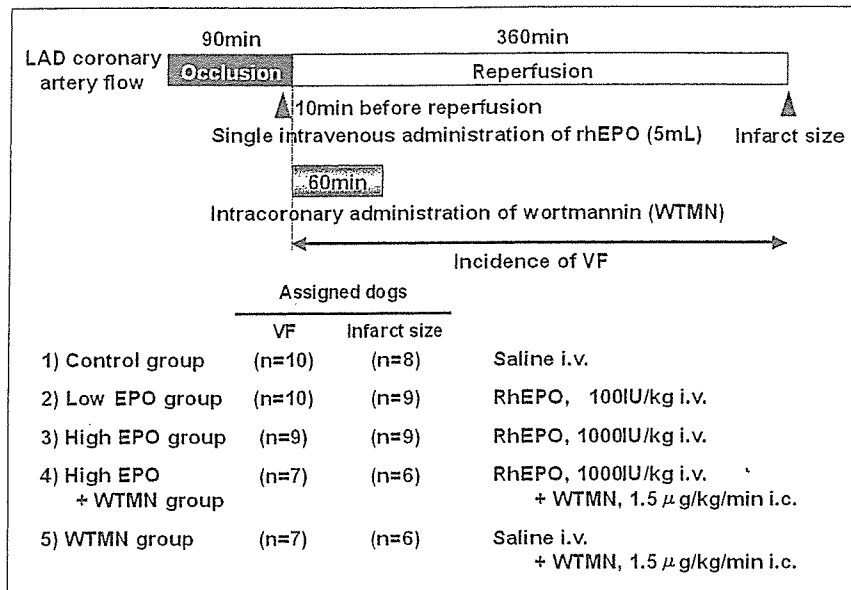 90min 360min
LAD coronary artery flow Occlusion Reperfusion
10min before reperfusion
Single intravenous administration of rhEPO (5mL) Infarct size
60min
Intracoronary administration of wortmannin (WTMN)
Incidence of VF
Assigned dogs
VF Infarct size
1) Control group (n=10) (n=8) Saline i.v.
2) Low EPO group (n=10) (n=9) RhEPO, 100IU/kg i.v.
3) High EPO group (n=9) (n=9) RhEPO, 1000IU/kg i.v.
4) High EPO (n=7) (n=6) RhEPO, 1000IU/kg i.v.
+ WTMN group + WTMN, 1.5 μg/kg/min i.c.
5) WTMN group (n=7) (n=6) Saline i.v.
+ WTMN, 1.5 μg/kg/min i.c.